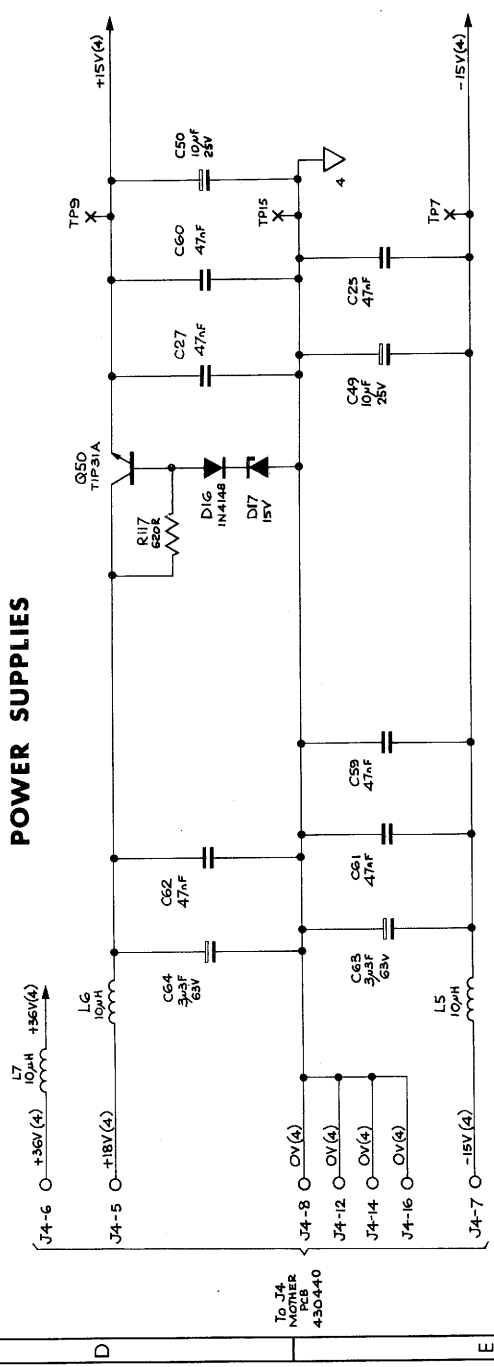 POWER SUPPLIES
J4-6
+36V(4)
L7
10µH
+36V(4)
J4-5
+18V(4)
L6
10µH
C64
3µ3F
63V
C62
47nF
R117
620R
Q50
TIP31A
D16
1N4148
D17
15V
C27
47nF
C60
47nF
TP9
C50
10µF
25V
+15V(4)
To J4
MOTHER
PCB
430440
J4-8
0V(4)
J4-12
0V(4)
J4-14
0V(4)
J4-16
0V(4)
TP15
4
C63
3µ3F
63V
C61
47nF
C59
47nF
C49
10µF
25V
C25
47nF
J4-7
-15V(4)
L5
10µH
TP7
-15V(4)
D
E